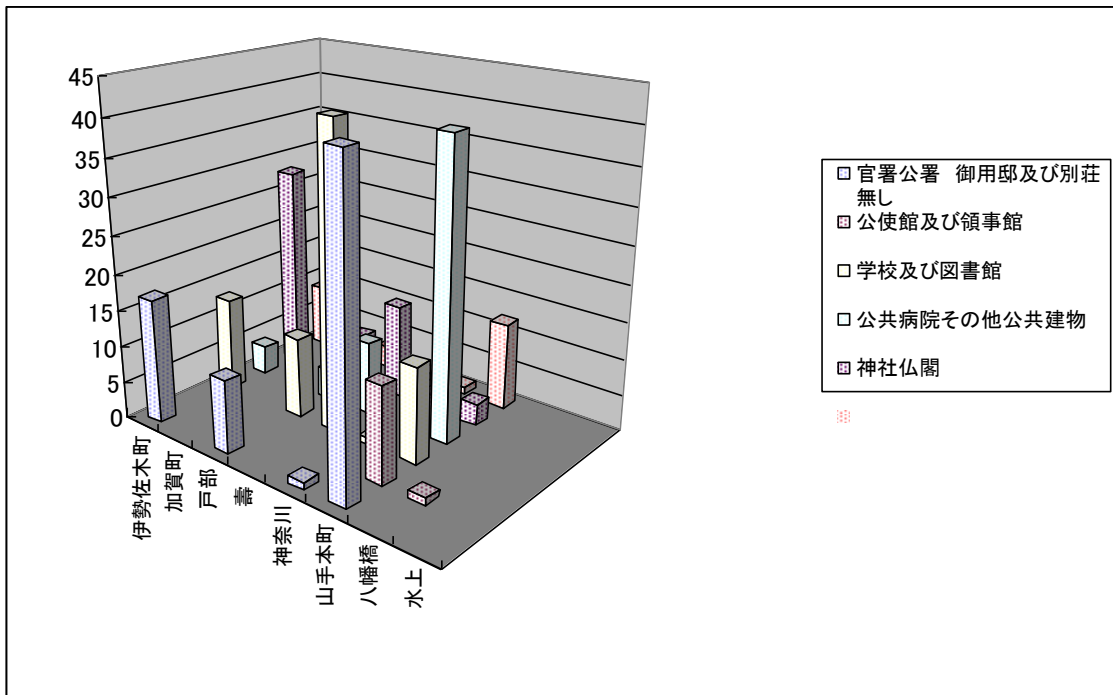 45
40
35
30
25
20
15
10
5
0
伊勢佐木町
加賀町
戸部
壽
神奈川
山手本町
八幡橋
水上
官署公署　御用邸及び別荘
無し
公使館及び領事館
学校及び図書館
公共病院その他公共建物
神社仏閣